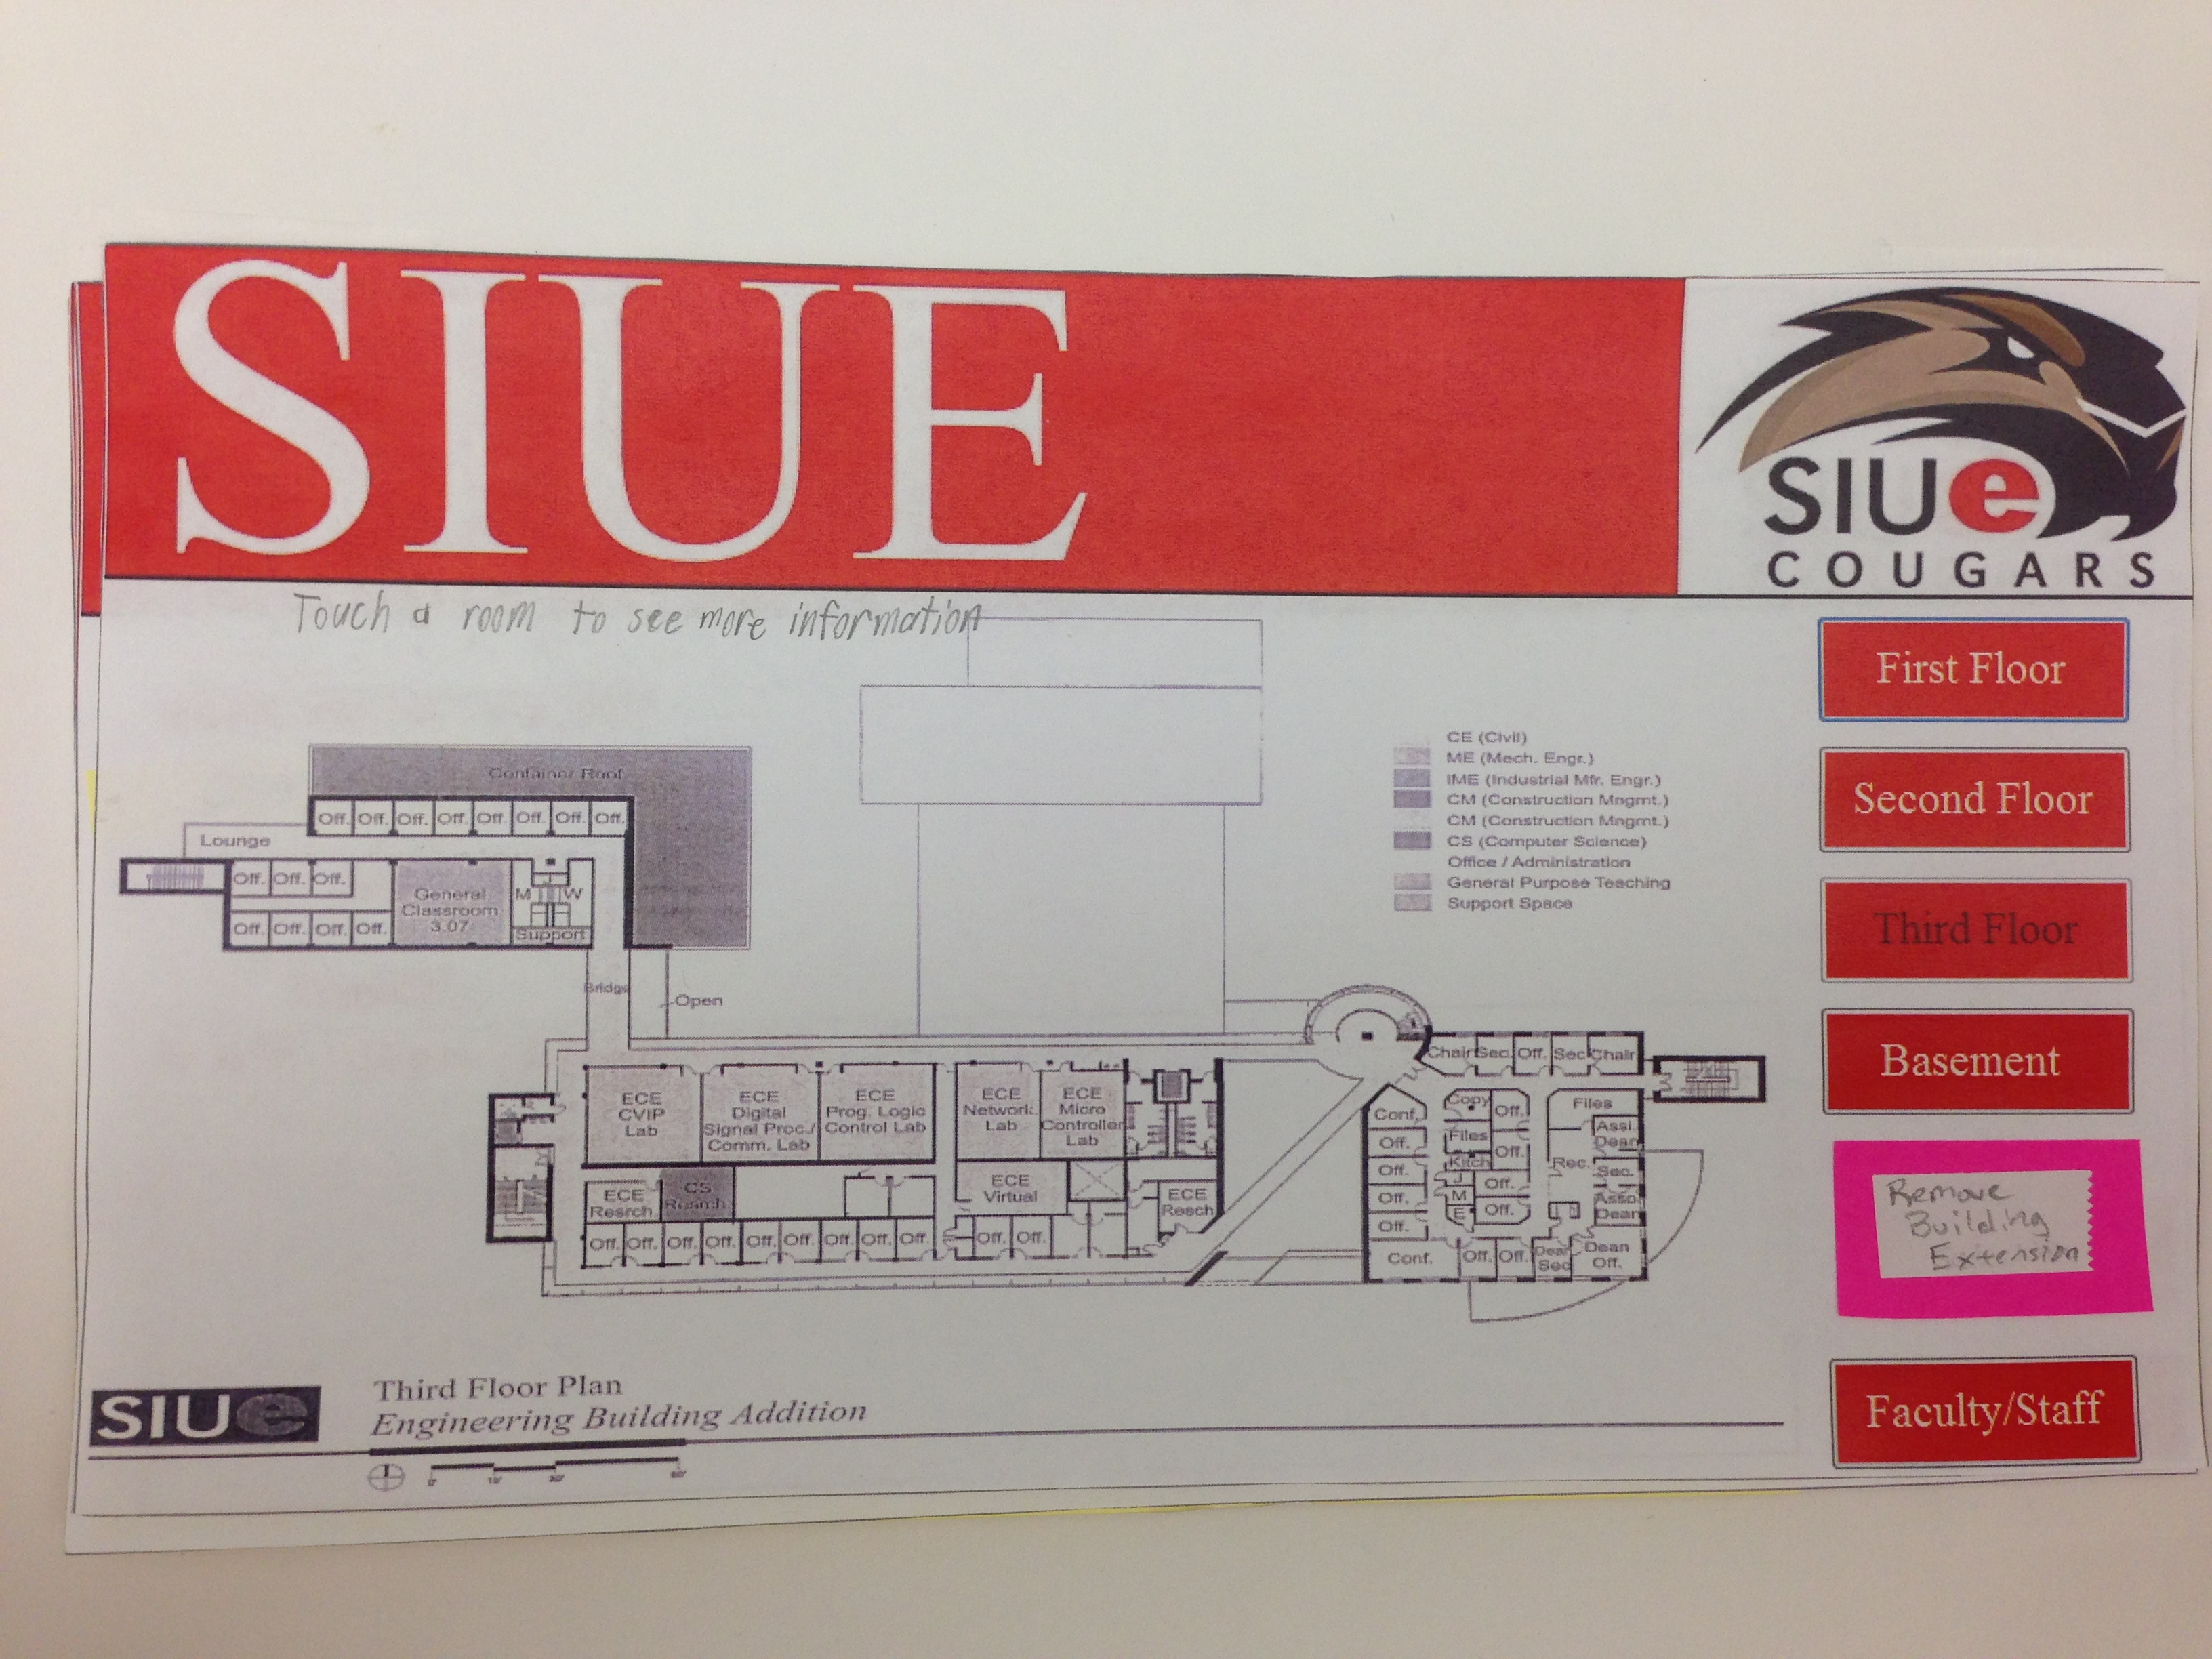 SIUE
SIUe
COUGARS
Touch a room to see more information
First Floor
Second Floor
Third Floor
Basement
Remove
Building
Extension
Faculty/Staff
CE (Civil)
ME (Mech. Engr.)
IME (Industrial Mfr. Engr.)
CM (Construction Mngmt.)
CM (Construction Mngmt.)
CS (Computer Science)
Office / Administration
General Purpose Teaching
Support Space
Container Roof
Off. Off. Off. Off. Off. Off. Off. Off.
Lounge
Off. Off. Off.
General
Classroom
3.07
M W
Support
Off. Off. Off. Off.
Bridge
Open
ECE
CVIP
Lab
ECE
Digital
Signal Proc./
Comm. Lab
ECE
Prog. Logic
Control Lab
ECE
Network
Lab
ECE
Micro
Controller
Lab
ECE
Resrch.
CS
Resrch.
ECE
Virtual
ECE
Resch
Off. Off. Off. Off. Off. Off. Off. Off. Off.
Off. Off.
Chair Sec. Off. Sec. Chair
Conf.
Copy
Off.
Files
Assi.
Dean
Off.
Files
Off.
Kitch
Rec.
Sec.
Off.
J
Off.
Off.
M
Asso.
Dean
Off.
E
Off.
Conf.
Off. Off.
Dean
Sec
Dean
Off.
SIUe
Third Floor Plan
Engineering Building Addition